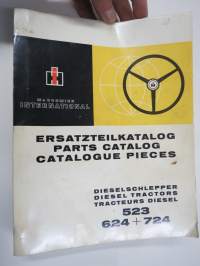 McCORMICK
INTERNATIONAL
ERSATZTEILKATALOG
PARTS CATALOG
CATALOGUE PIECES
DIESELSCHLEPPER
DIESEL TRACTORS
TRACTEURS DIESEL
523
624+724